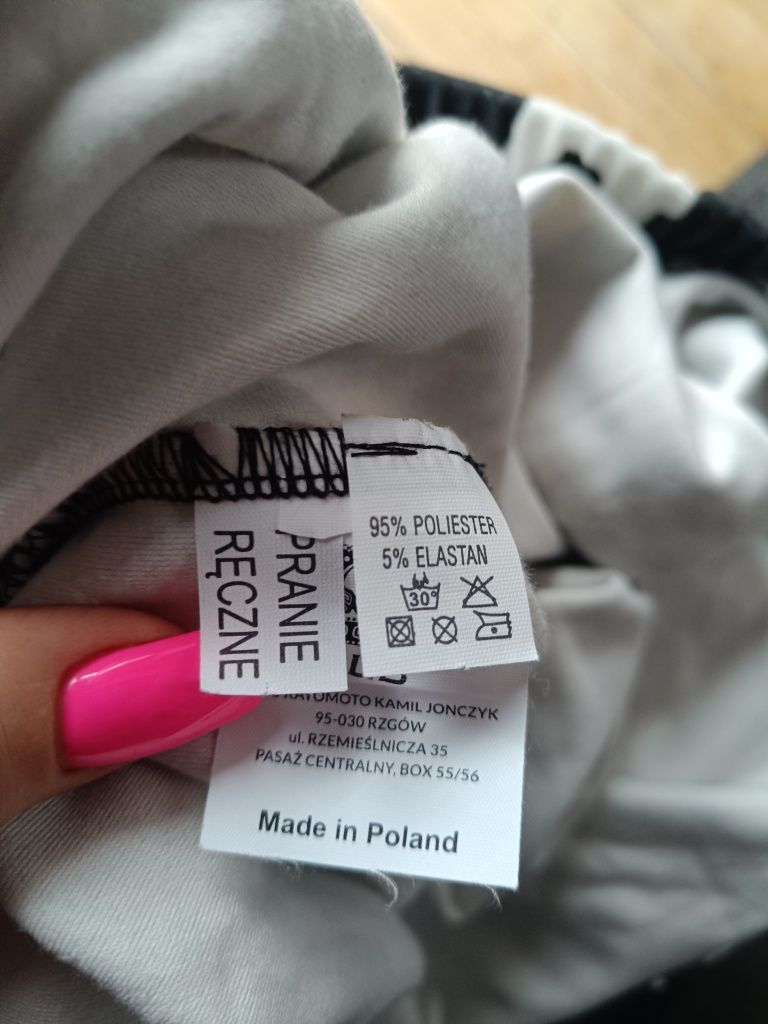 PRANIE
RĘCZNE
95% POLIESTER
5% ELASTAN
30°
KAMIL JONCZYK
95-030 RZGÓW
ul. RZEMIEŚLNICZA 35
PASAŻ CENTRALNY, BOX 55/56
Made in Poland